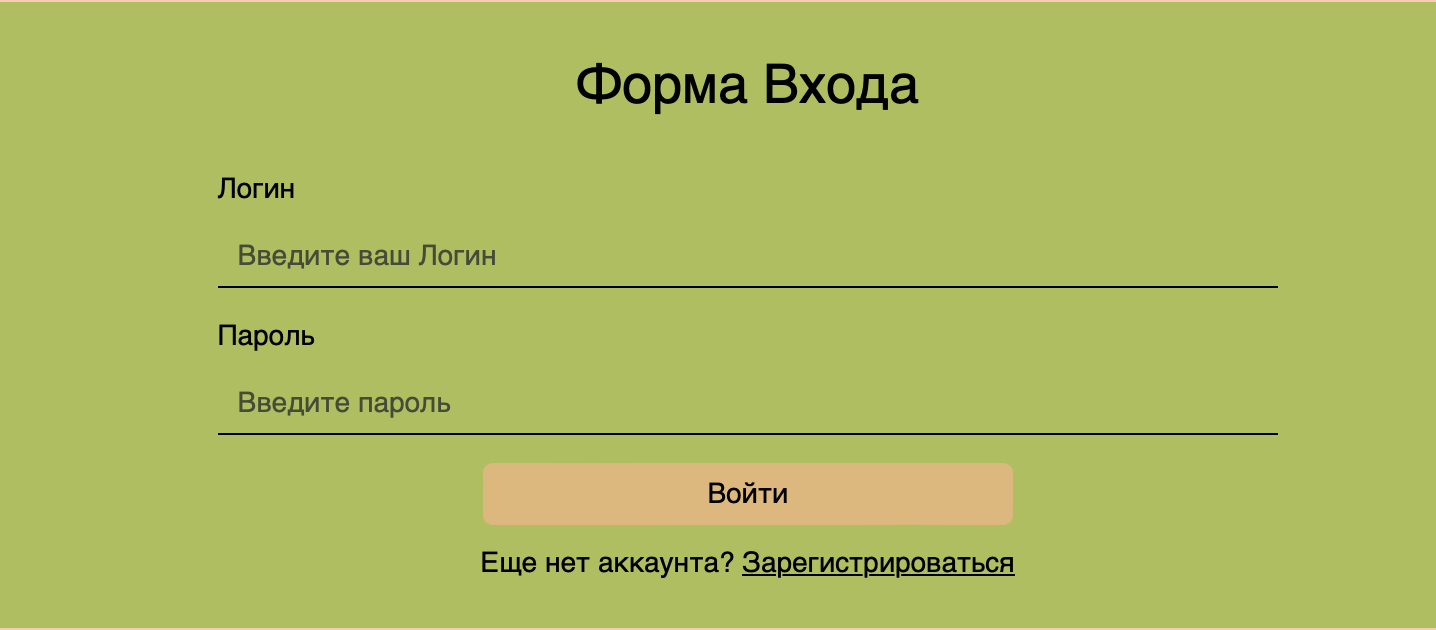 Форма Входа
Логин
Введите ваш Логин
Пароль
Введите пароль
Войти
Еще нет аккаунта? Зарегистрироваться